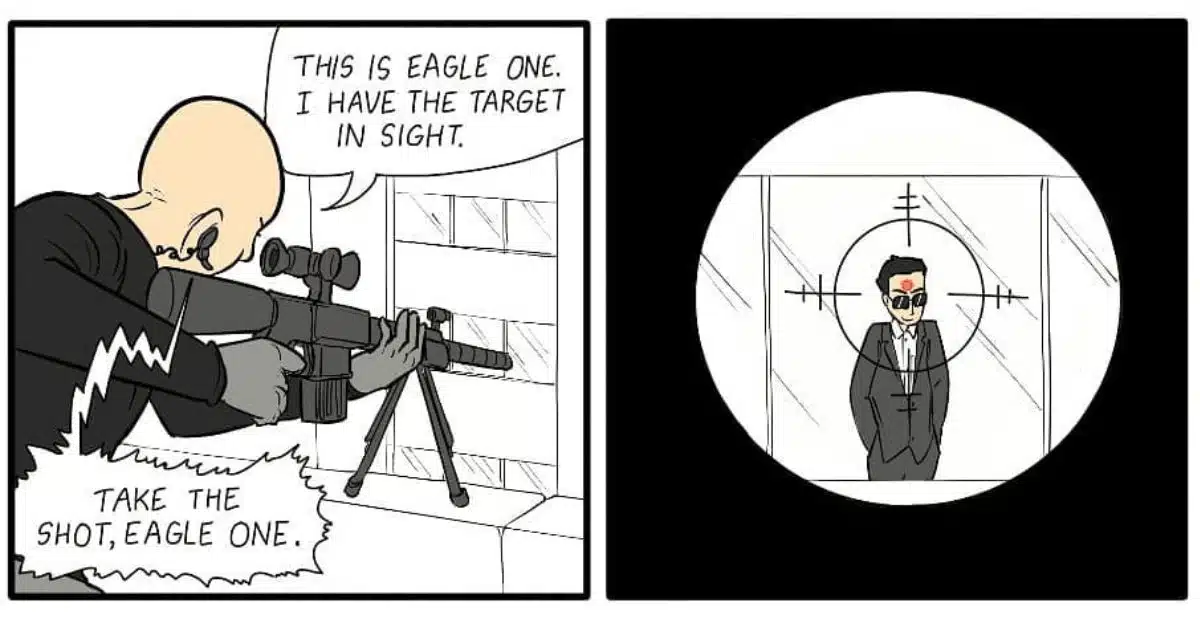 THIS IS EAGLE ONE.
I HAVE THE TARGET
IN SIGHT.
TAKE THE
SHOT, EAGLE ONE.